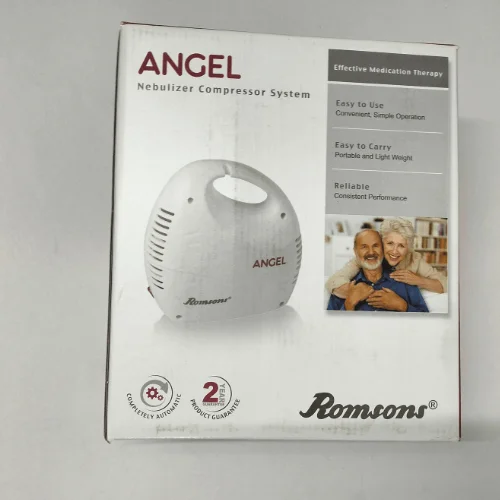 ANGEL
Nebulizer Compressor System
Effective Medication Therapy
Easy to Use
Convenient, Simple Operation
Easy to Carry
Portable and Light Weight
Reliable
Consistent Performance
ANGEL
Romsons®
COMPLETELY AUTOMATIC
2 YEARS
PRODUCT GUARANTEE
Romsons®